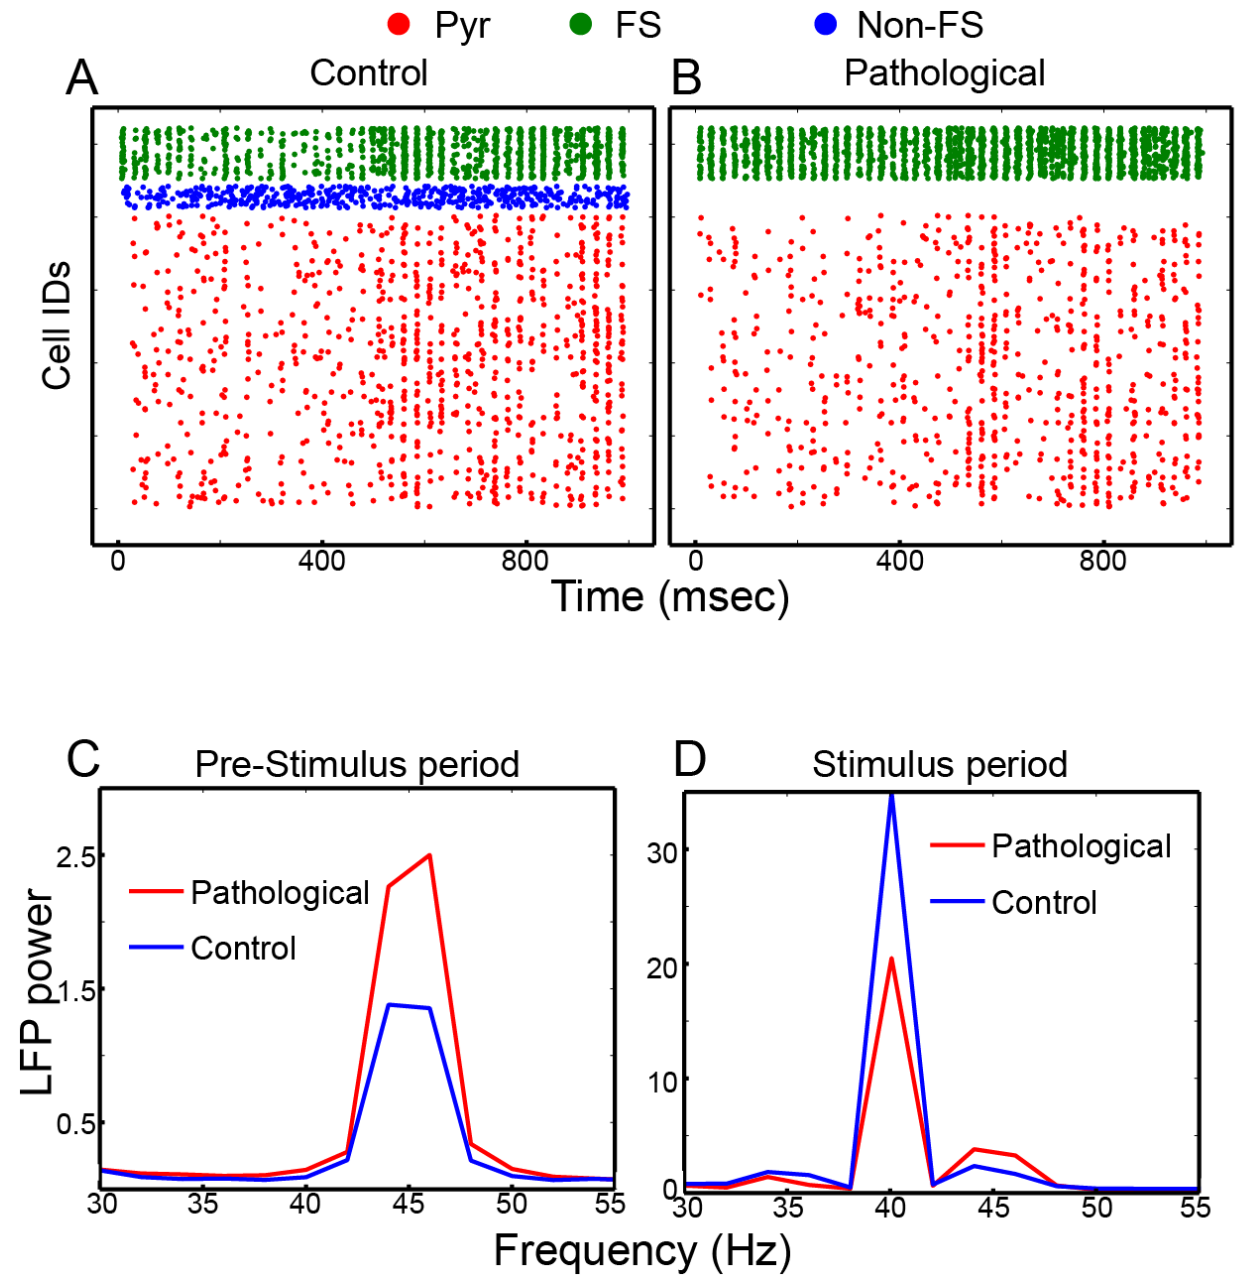 Pyr FS Non-FS
A Control B Pathological
Cell IDs
0 400 800 0 400 800
Time (msec)
C Pre-Stimulus period D Stimulus period
LFP power
2.5
1.5
0.5
Pathological
Control
30 35 40 45 50 55
30
20
10
0
Pathological
Control
30 35 40 45 50 55
Frequency (Hz)